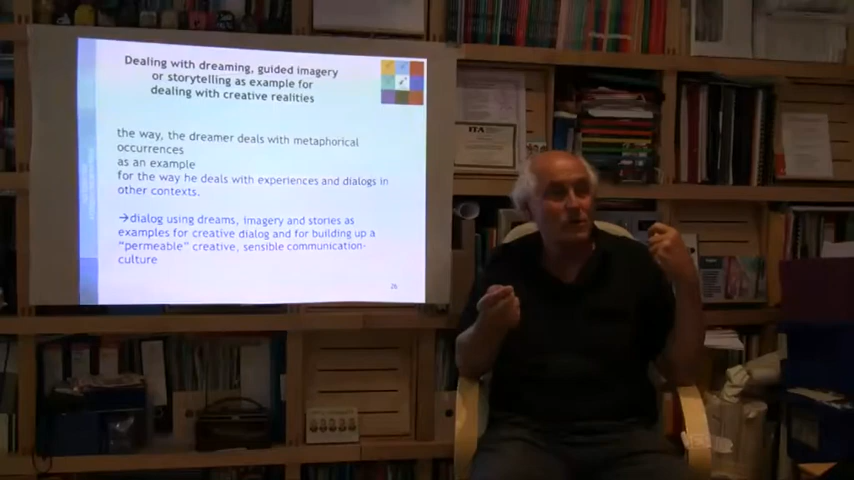 Dealing with dreaming, guided imagery
or storytelling as example for
dealing with creative realities
the way, the dreamer deals with metaphorical
occurrences
as an example
for the way he deals with experiences and dialogs in
other contexts.
→dialog using dreams, imagery and stories as
examples for creative dialog and for building up a
"permeable" creative, sensible communication-
culture
26
ITA